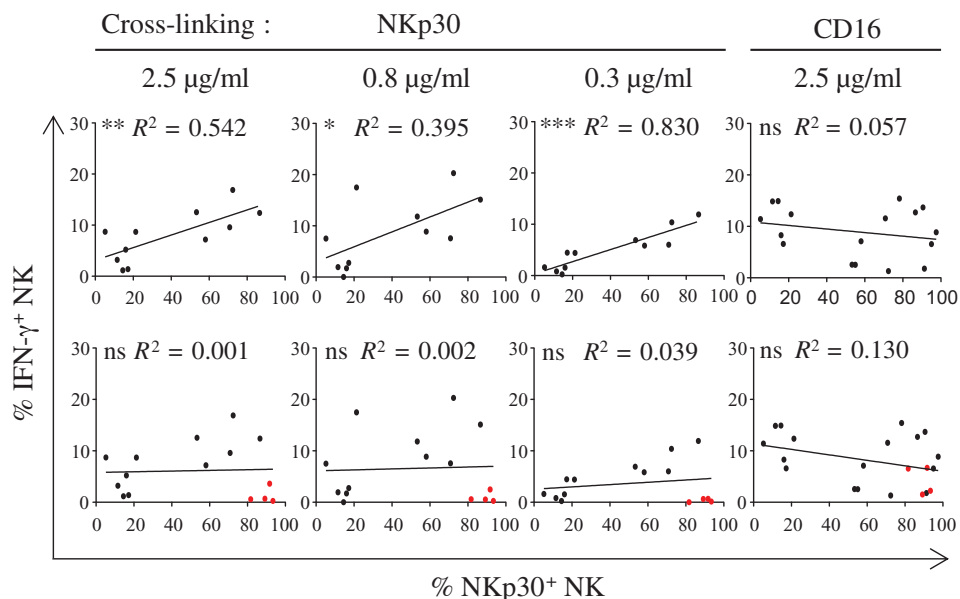 Cross-linking : NKp30 CD16
2.5 µg/ml 0.8 µg/ml 0.3 µg/ml 2.5 µg/ml
** R² = 0.542 * R² = 0.395 *** R² = 0.830 ns R² = 0.057
30 30 30 30
20 20 20 20
10 10 10 10
0 0 0 0
0 20 40 60 80 100 0 20 40 60 80 100 0 20 40 60 80 100 0 20 40 60 80 100
ns R² = 0.001 ns R² = 0.002 ns R² = 0.039 ns R² = 0.130
30 30 30 30
20 20 20 20
10 10 10 10
0 0 0 0
0 20 40 60 80 100 0 20 40 60 80 100 0 20 40 60 80 100 0 20 40 60 80 100
% IFN-γ⁺ NK
% NKp30⁺ NK